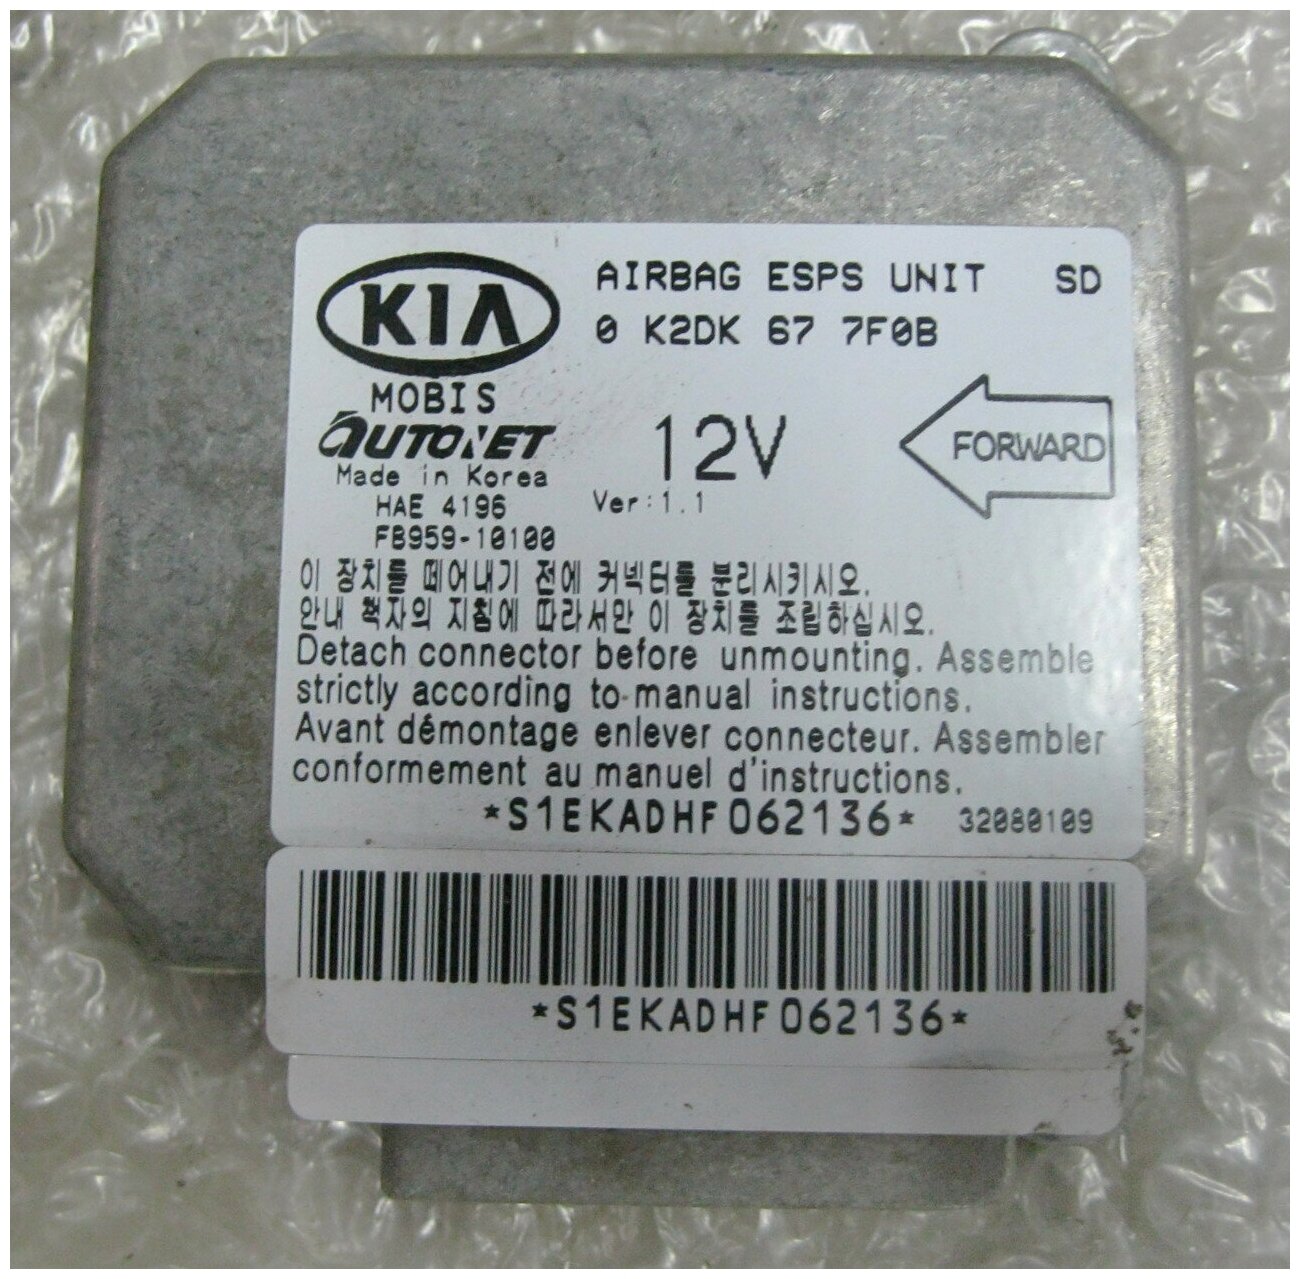 KIA
AIRBAG ESPS UNIT SD
0 K2DK 67 7F0B
MOBIS
AUTONET
Made in Korea
HAE 4196
FB959-10100
12V
Ver:1.1
FORWARD
이 장치를 떼어내기 전에 커넥터를 분리시키시오.
안내 책자의 지침에 따라서만 이 장치를 조립하십시오.
Detach connector before unmounting. Assemble
strictly according to manual instructions.
Avant démontage enlever connecteur. Assembler
conformement au manuel d'instructions.
*S1EKADHF062136* 32080109
*S1EKADHF062136*